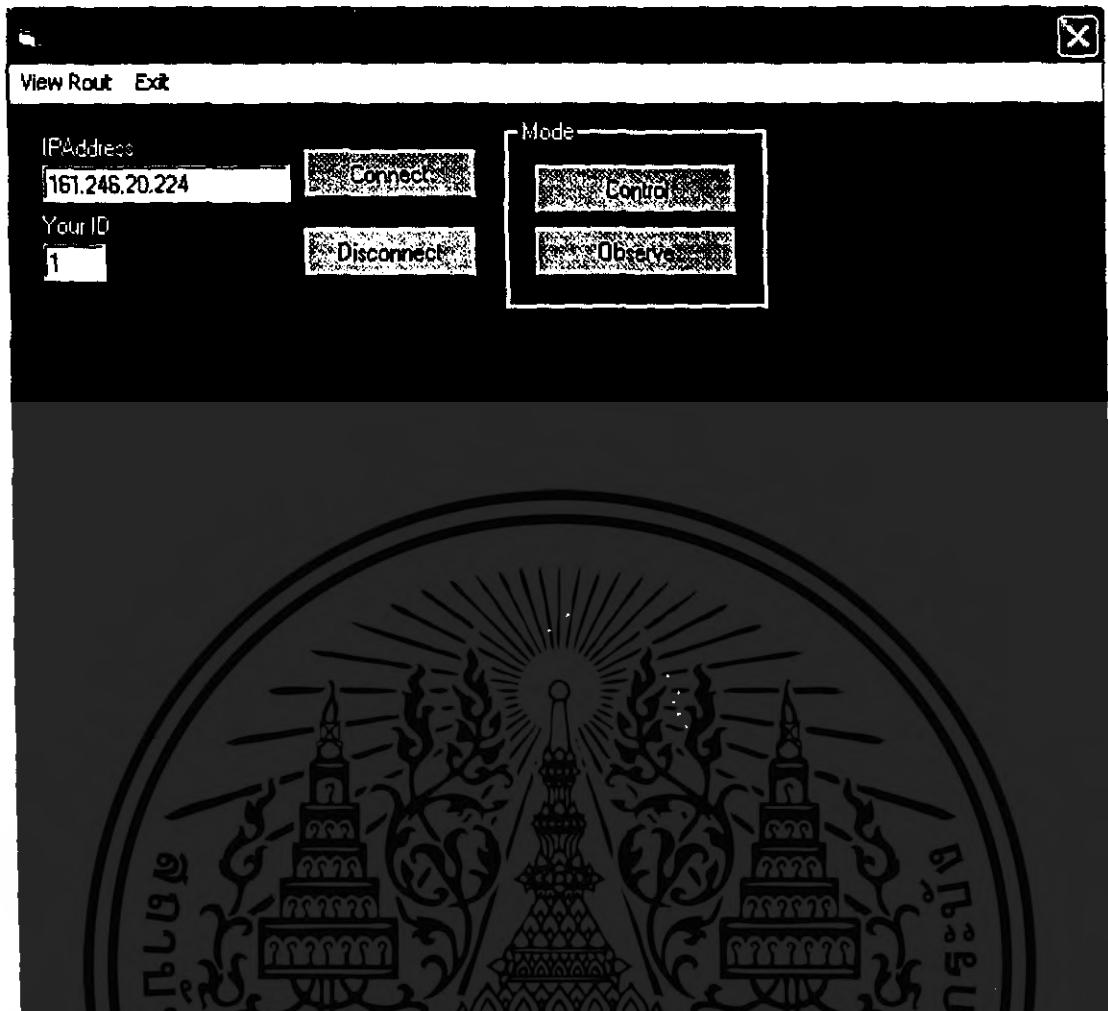 View Rout Exit
IPAddress
161.246.20.224
Your ID
1
Connect
Disconnect
Mode
Control
Observe